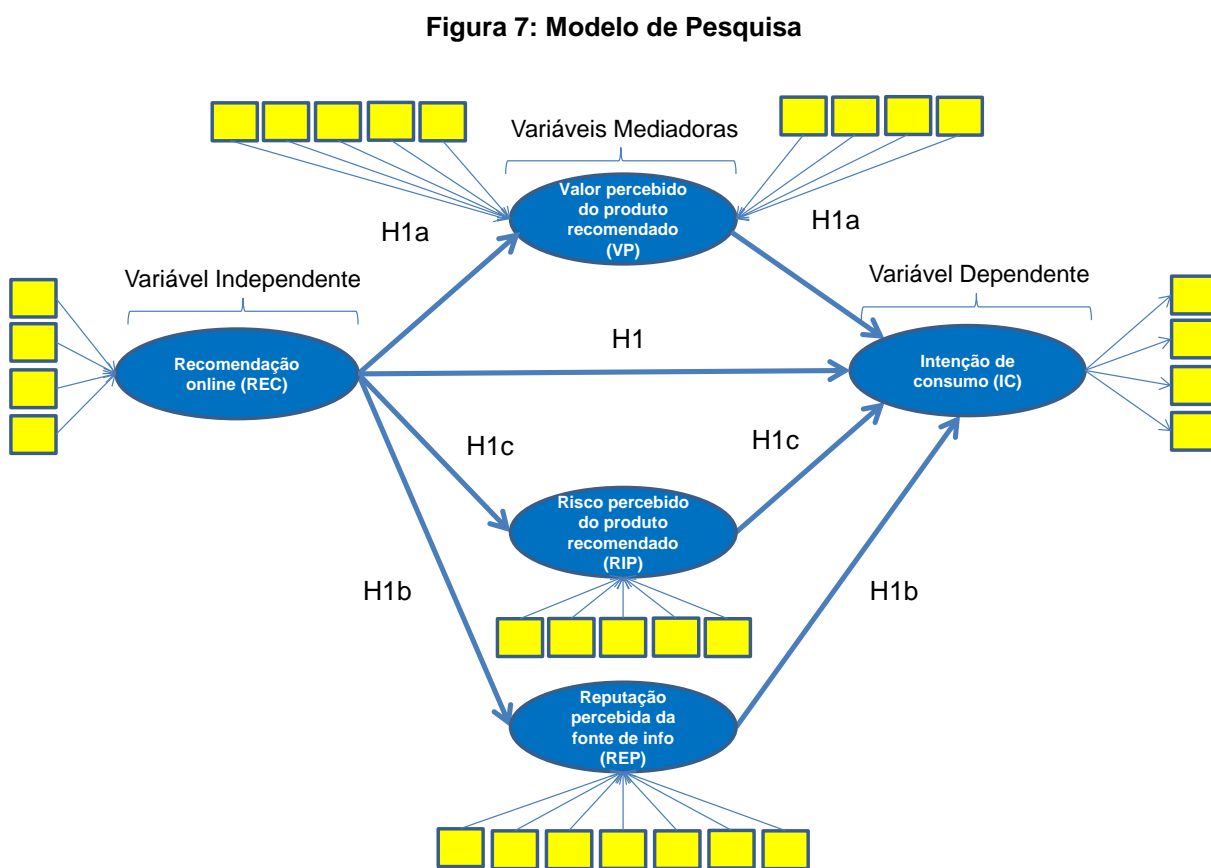 Figura 7: Modelo de Pesquisa
Variáveis Mediadoras
Valor percebido
do produto
recomendado
(VP)
H1a
H1a
Variável Independente
Variável Dependente
Recomendação
online (REC)
H1
Intenção de
consumo (IC)
H1c
H1c
Risco percebido
do produto
recomendado
(RIP)
H1b
H1b
Reputação
percebida da
fonte de info
(REP)